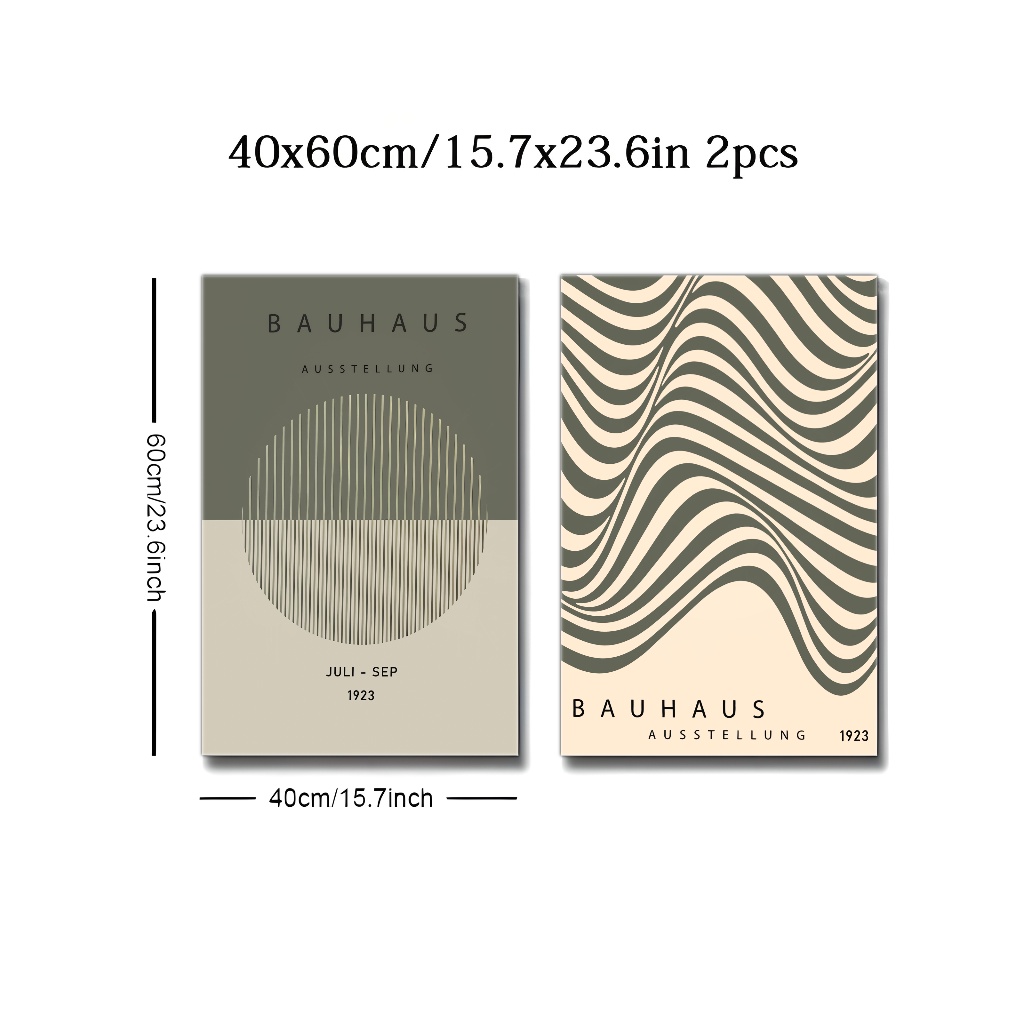 40x60cm/15.7x23.6in 2pcs
BAUHAUS
AUSSTELLUNG
JULI - SEP
1923
BAUHAUS
AUSSTELLUNG 1923
60cm/23.6inch
40cm/15.7inch